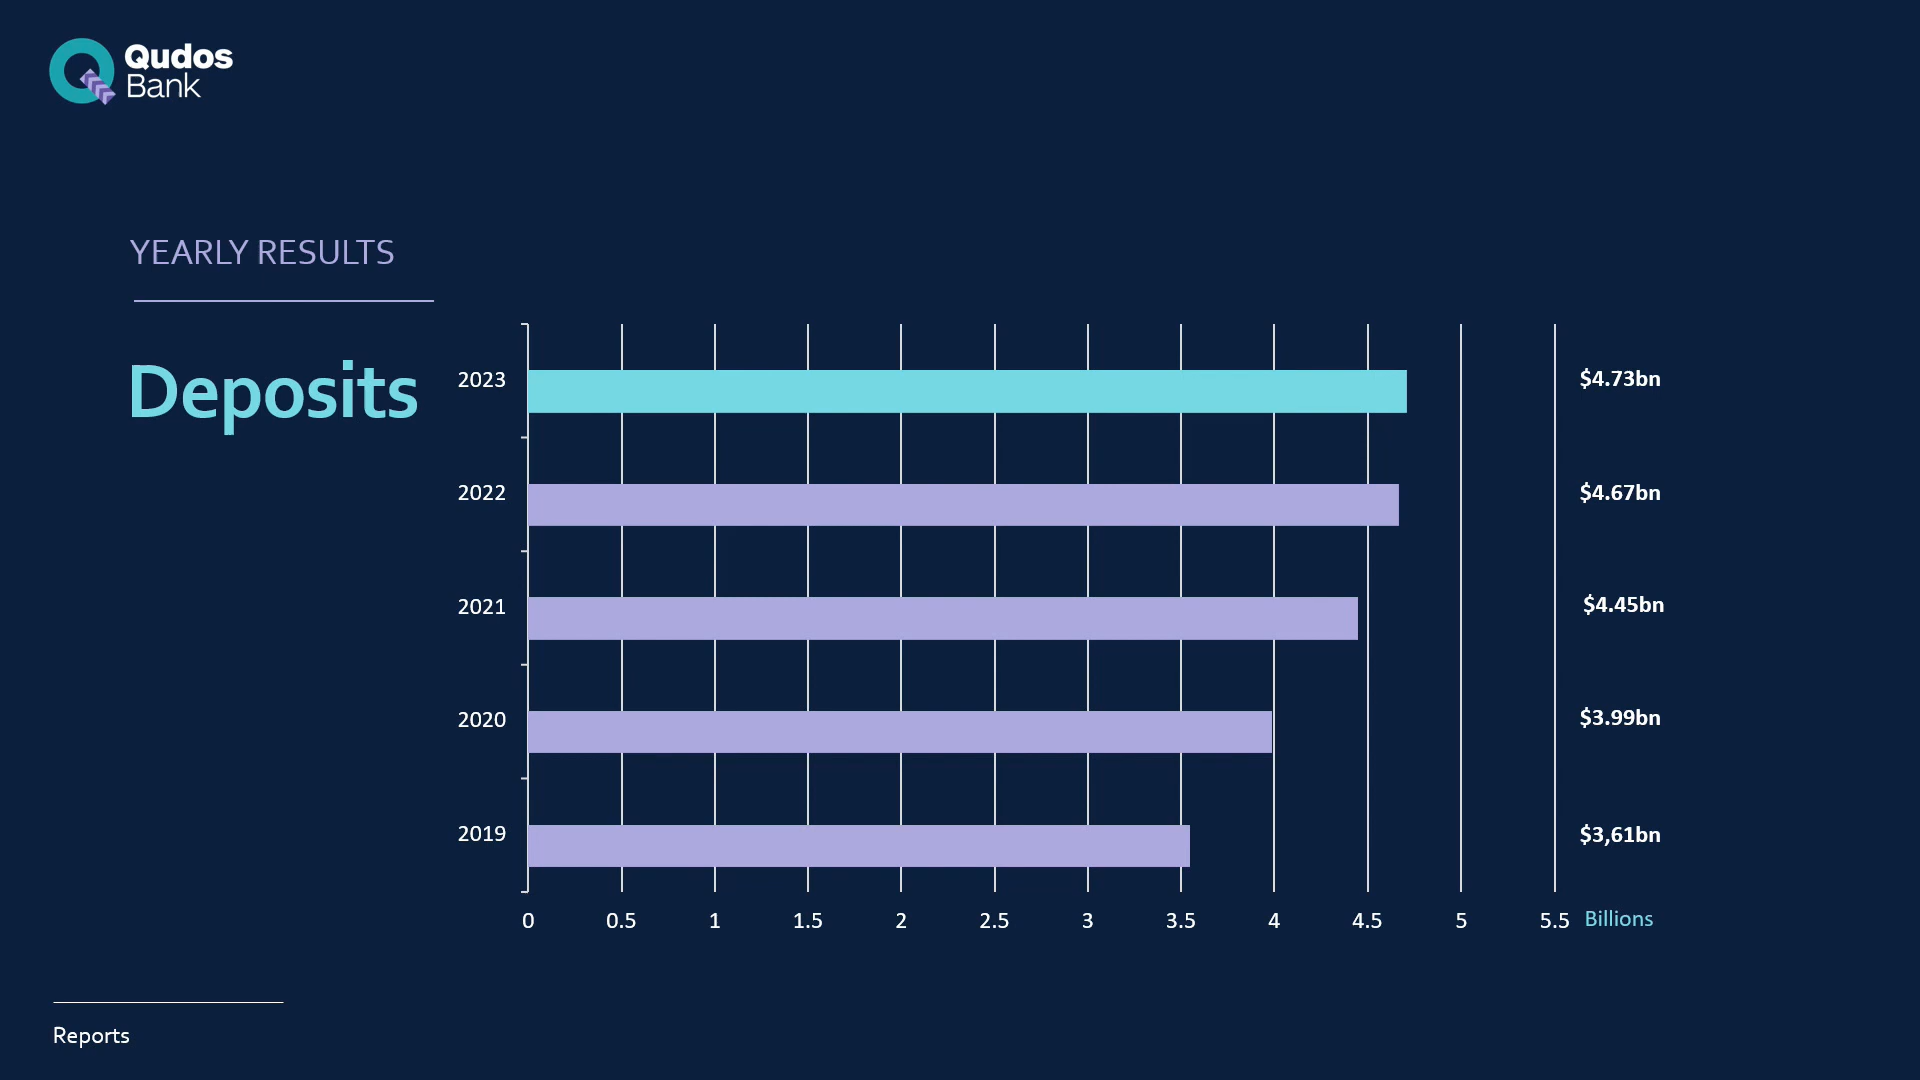 Qudos
Bank
YEARLY RESULTS
Deposits
2023 $4.73bn
2022 $4.67bn
2021 $4.45bn
2020 $3.99bn
2019 $3,61bn
0 0.5 1 1.5 2 2.5 3 3.5 4 4.5 5 5.5 Billions
Reports